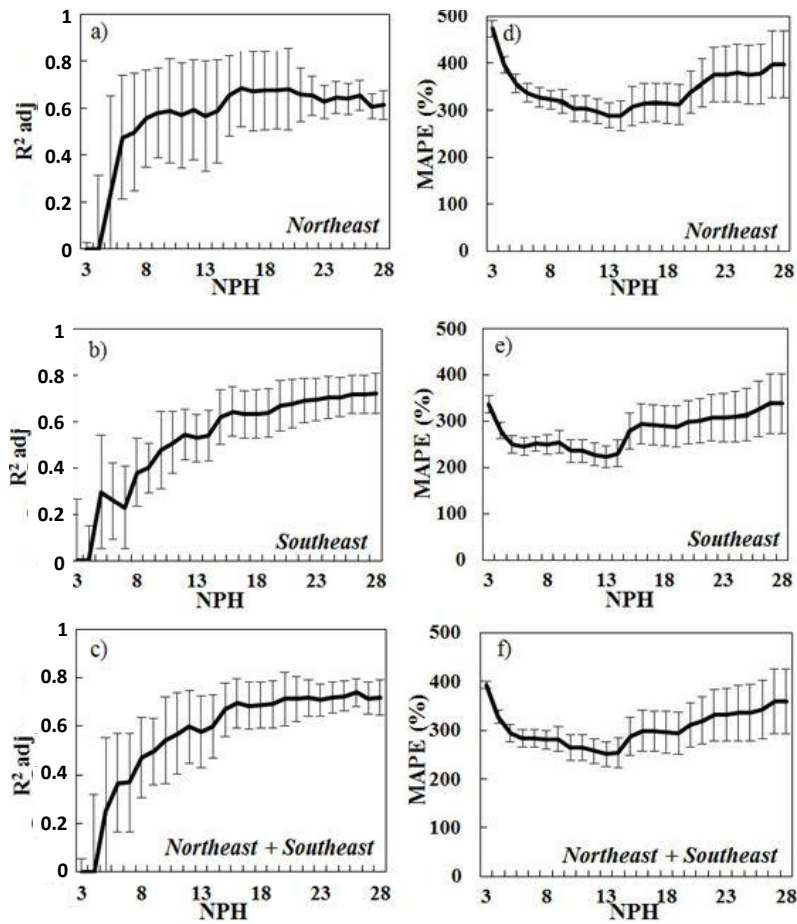 a)
R² adj
1
0.8
0.6
0.4
0.2
0
3 8 13 18 23 28
NPH
Northeast
d)
MAPE (%)
500
400
300
200
100
0
3 8 13 18 23 28
NPH
Northeast
b)
R² adj
1
0.8
0.6
0.4
0.2
0
3 8 13 18 23 28
NPH
Southeast
e)
MAPE (%)
500
400
300
200
100
0
3 8 13 18 23 28
NPH
Southeast
c)
R² adj
1
0.8
0.6
0.4
0.2
0
3 8 13 18 23 28
NPH
Northeast + Southeast
f)
MAPE (%)
500
400
300
200
100
0
3 8 13 18 23 28
NPH
Northeast + Southeast